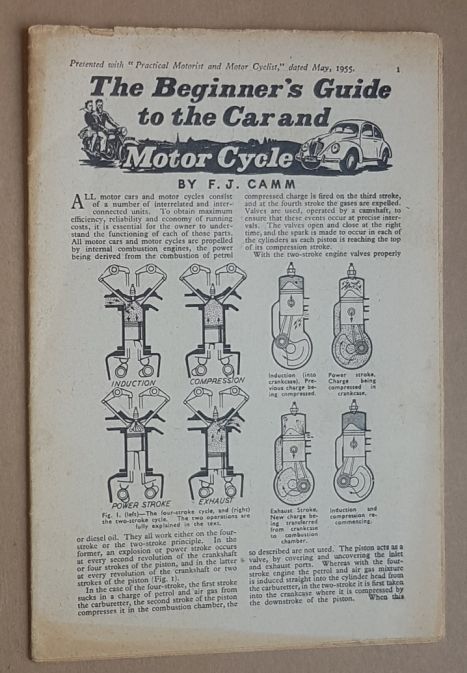 Presented with "Practical Motorist and Motor Cyclist," dated May, 1955.
1
The Beginner's Guide
to the Car and
Motor Cycle
BY F. J. CAMM
ALL motor cars and motor cycles consist
of a number of interrelated and inter-
connected units. To obtain maximum
efficiency, reliability and economy of running
costs, it is essential for the owner to under-
stand the functioning of each of those parts.
All motor cars and motor cycles are propelled
by internal combustion engines, the power
being derived from the combustion of petrol
compressed charge is fired on the third stroke,
and at the fourth stroke the gases are expelled.
Valves are used, operated by a camshaft, to
ensure that these events occur at precise inter-
vals. The valves open and close at the right
time, and the spark is made to occur in each of
the cylinders as each piston is reaching the top
of its compression stroke.
With the two-stroke engine valves properly
INDUCTION
COMPRESSION
POWER STROKE
EXHAUST
Induction (into
crankcase). Pre-
vious charge be-
ing compressed.
Power stroke.
Charge being
compressed in
crankcase.
Exhaust Stroke.
New charge be-
ing transferred
from crankcase
to combustion
chamber.
Induction and
compression re-
commencing.
Fig. 1. (left)—The four-stroke cycle, and (right)
the two-stroke cycle. The two operations are
fully explained in the text.
or diesel oil. They all work either on the four-
stroke or the two-stroke principle. In the
former, an explosion or power stroke occurs
at every second revolution of the crankshaft
or four strokes of the piston, and in the latter
at every revolution of the crankshaft or two
strokes of the piston (Fig. 1).
In the case of the four-stroke, the first stroke
sucks in a charge of petrol and air gas from
the carburetter, the second stroke of the piston
compresses it in the combustion chamber, the
so described are not used. The piston acts as a
valve, by covering and uncovering the inlet
and exhaust ports. Whereas with the four-
stroke engine the petrol and air gas mixture
is induced straight into the cylinder head from
the carburetter, in the two-stroke it is first taken
into the crankcase where it is compressed by
the downstroke of the piston. When this